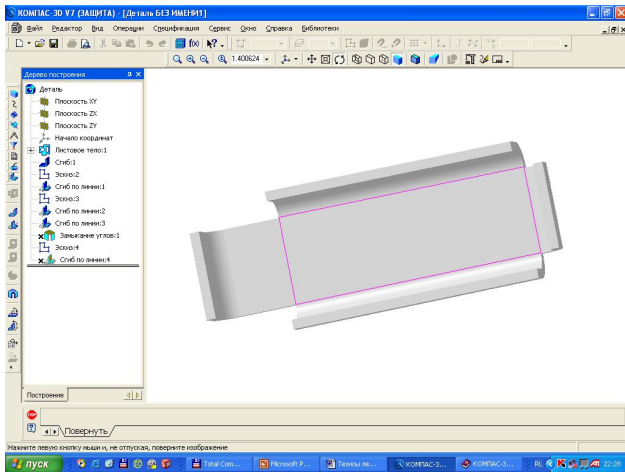 КОМПАС-3D V7 (ЗАЩИТА) - [Деталь БЕЗ ИМЕНИ1]
Файл Редактор Вид Операции Спецификация Сервис Окно Справка Библиотеки
1.400624
Дерево построения
Деталь
Плоскость XY
Плоскость ZX
Плоскость ZY
Начало координат
Листовое тело:1
Сгиб:1
Эскиз:2
Сгиб по линии:1
Эскиз:3
Сгиб по линии:2
Сгиб по линии:3
Замыкание углов:1
Эскиз:4
Сгиб по линии:4
Построение
STOP
Повернуть
Нажмите левую кнопку мыши и, не отпуская, поверните изображение
пуск Total Com... Microsoft P... Тезисы ле... КОМПАС-3... КОМПАС-3... RL 22:28